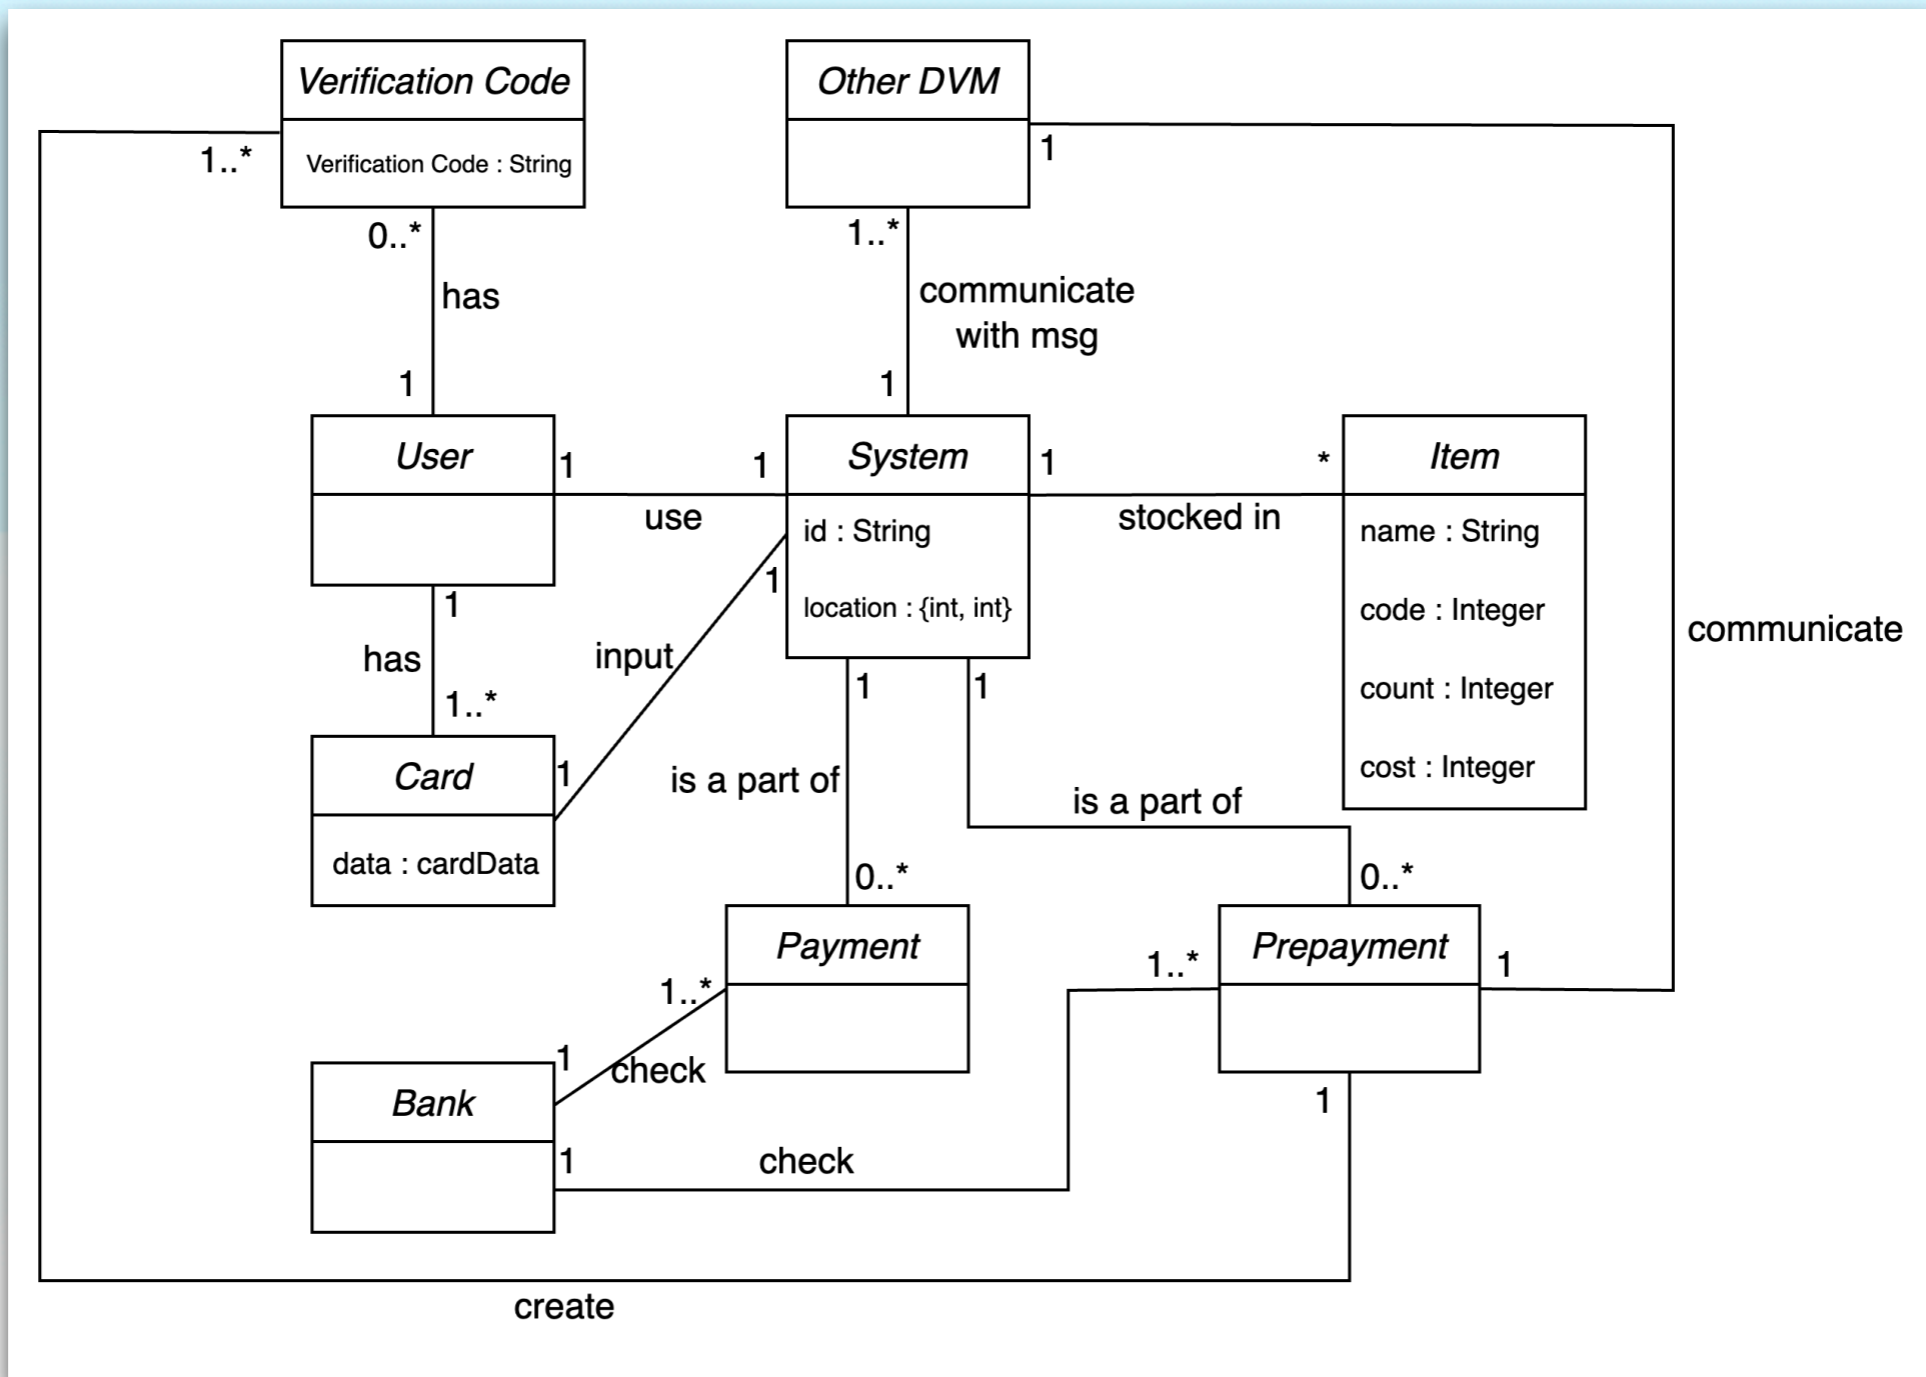 Verification Code
Verification Code : String
Other DVM
1..*
1
0..*
has
1
1..*
communicate
with msg
1
User
1
use
1
System
id : String
location : {int, int}
1
stocked in
*
Item
name : String
code : Integer
count : Integer
cost : Integer
communicate
1
has
1..*
input
1
Card
data : cardData
1
1
is a part of
0..*
1
is a part of
0..*
Payment
1..*
check
1
Prepayment
1..*
1
1
Bank
1
check
create